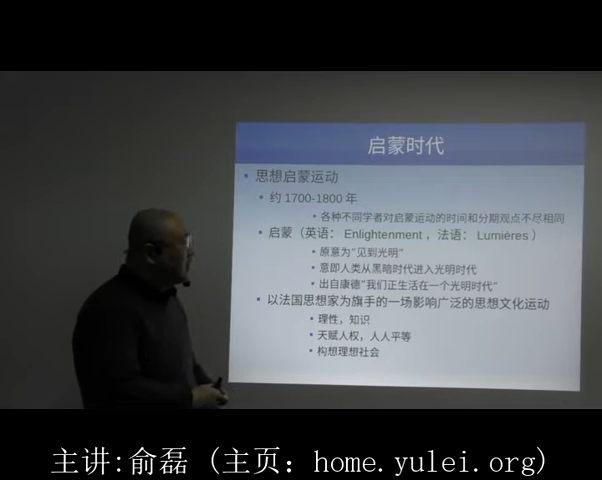 启蒙时代
思想启蒙运动
约 1700-1800 年
各种不同学者对启蒙运动的时间和分期观点不尽相同
启蒙（英语： Enlightenment ，法语： Lumières ）
原意为“见到光明”
意即人类从黑暗时代进入光明时代
出自康德“我们正生活在一个光明时代”
以法国思想家为旗手的一场影响广泛的思想文化运动
理性，知识
天赋人权，人人平等
构想理想社会
主讲:俞磊 (主页: home.yulei.org)